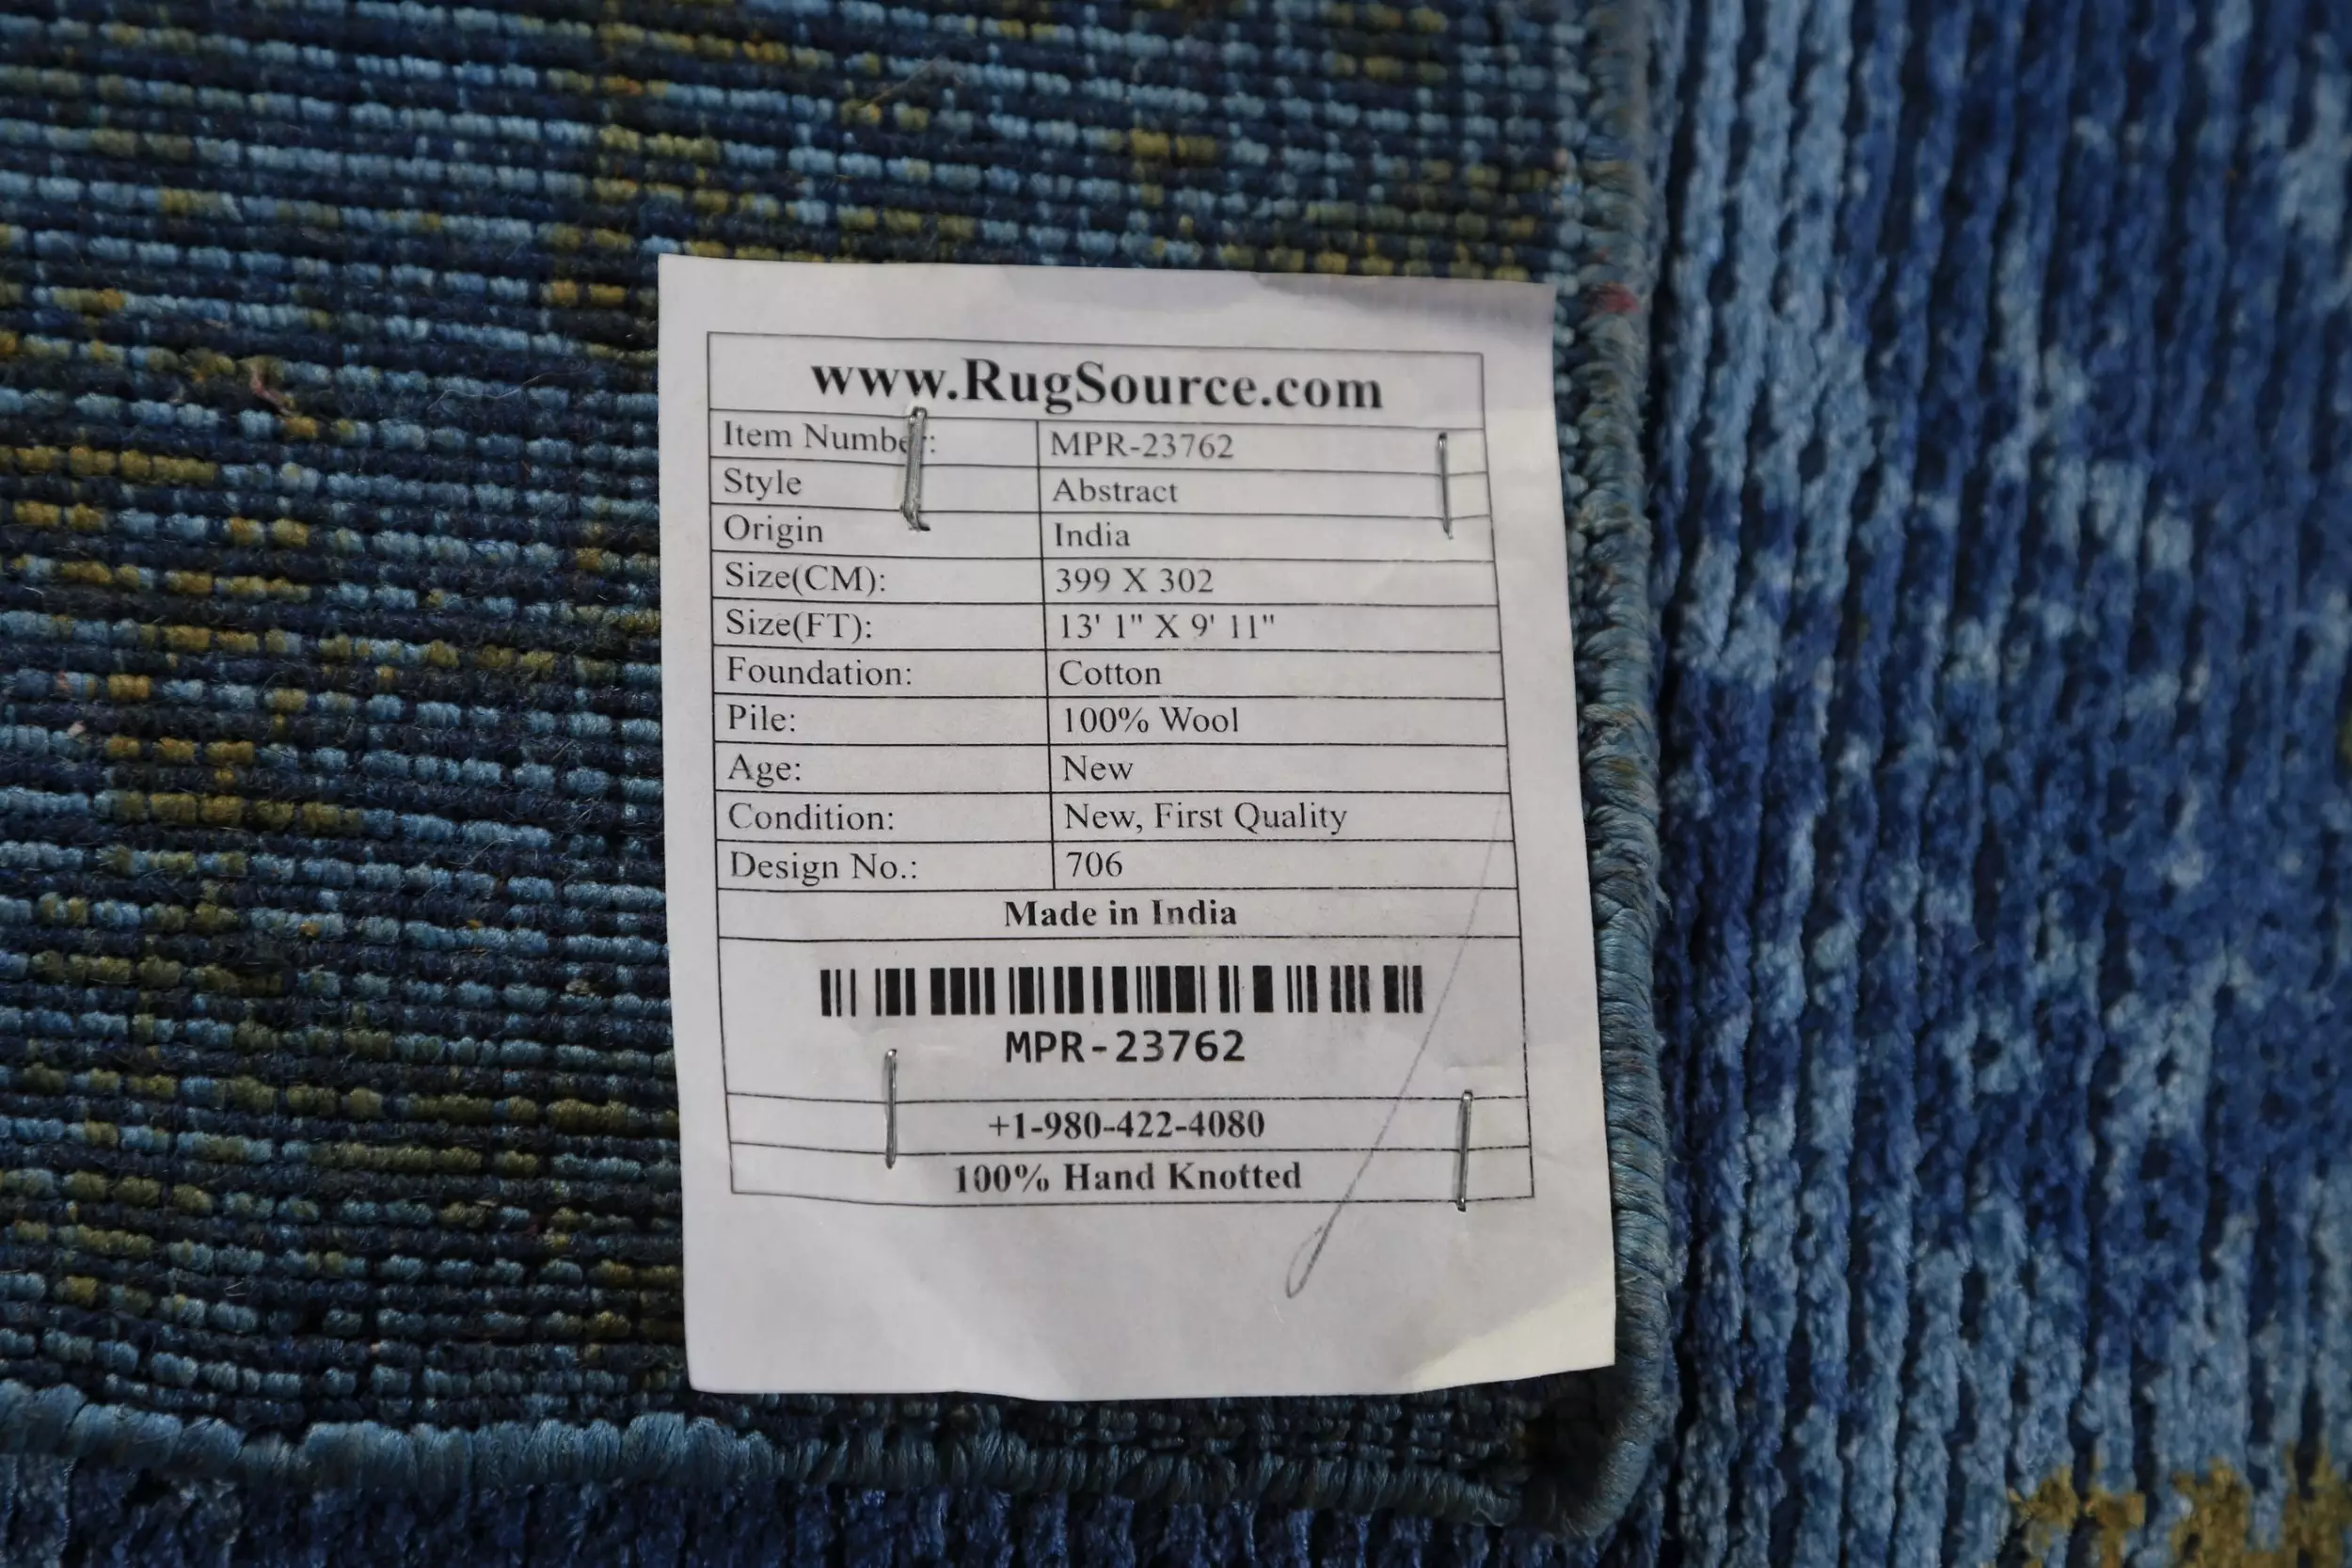 www.RugSource.com
Item Number: MPR-23762
Style Abstract
Origin India
Size(CM): 399 X 302
Size(FT): 13' 1" X 9' 11"
Foundation: Cotton
Pile: 100% Wool
Age: New
Condition: New, First Quality
Design No.: 706
Made in India
MPR-23762
+1-980-422-4080
100% Hand Knotted